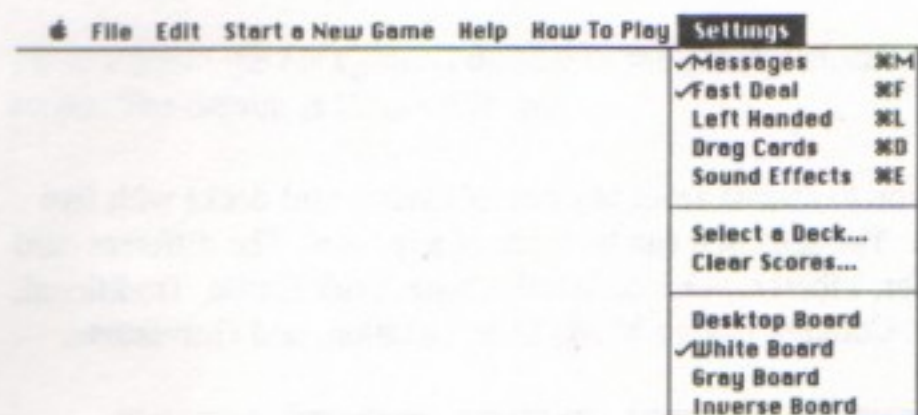 File Edit Start a New Game Help How To Play Settings
✓Messages ⌘M
✓Fast Deal ⌘F
Left Handed ⌘L
Drag Cards ⌘D
Sound Effects ⌘E
Select a Deck...
Clear Scores...
Desktop Board
✓White Board
Gray Board
Inverse Board